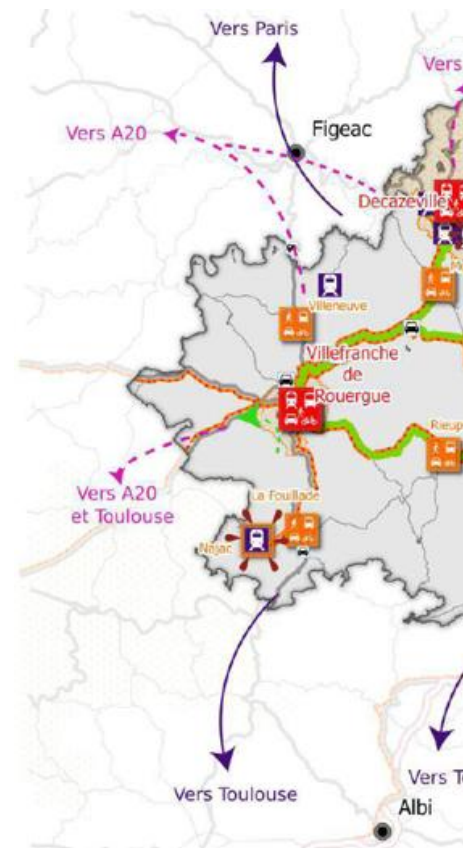 Vers Paris
Vers
Figeac
Vers A20
Decazeville
Villeneuve
Villefranche
de
Rouergue
Rieup
Vers A20
et Toulouse
La Fouillade
Najac
Vers Toulouse
Vers T
Albi